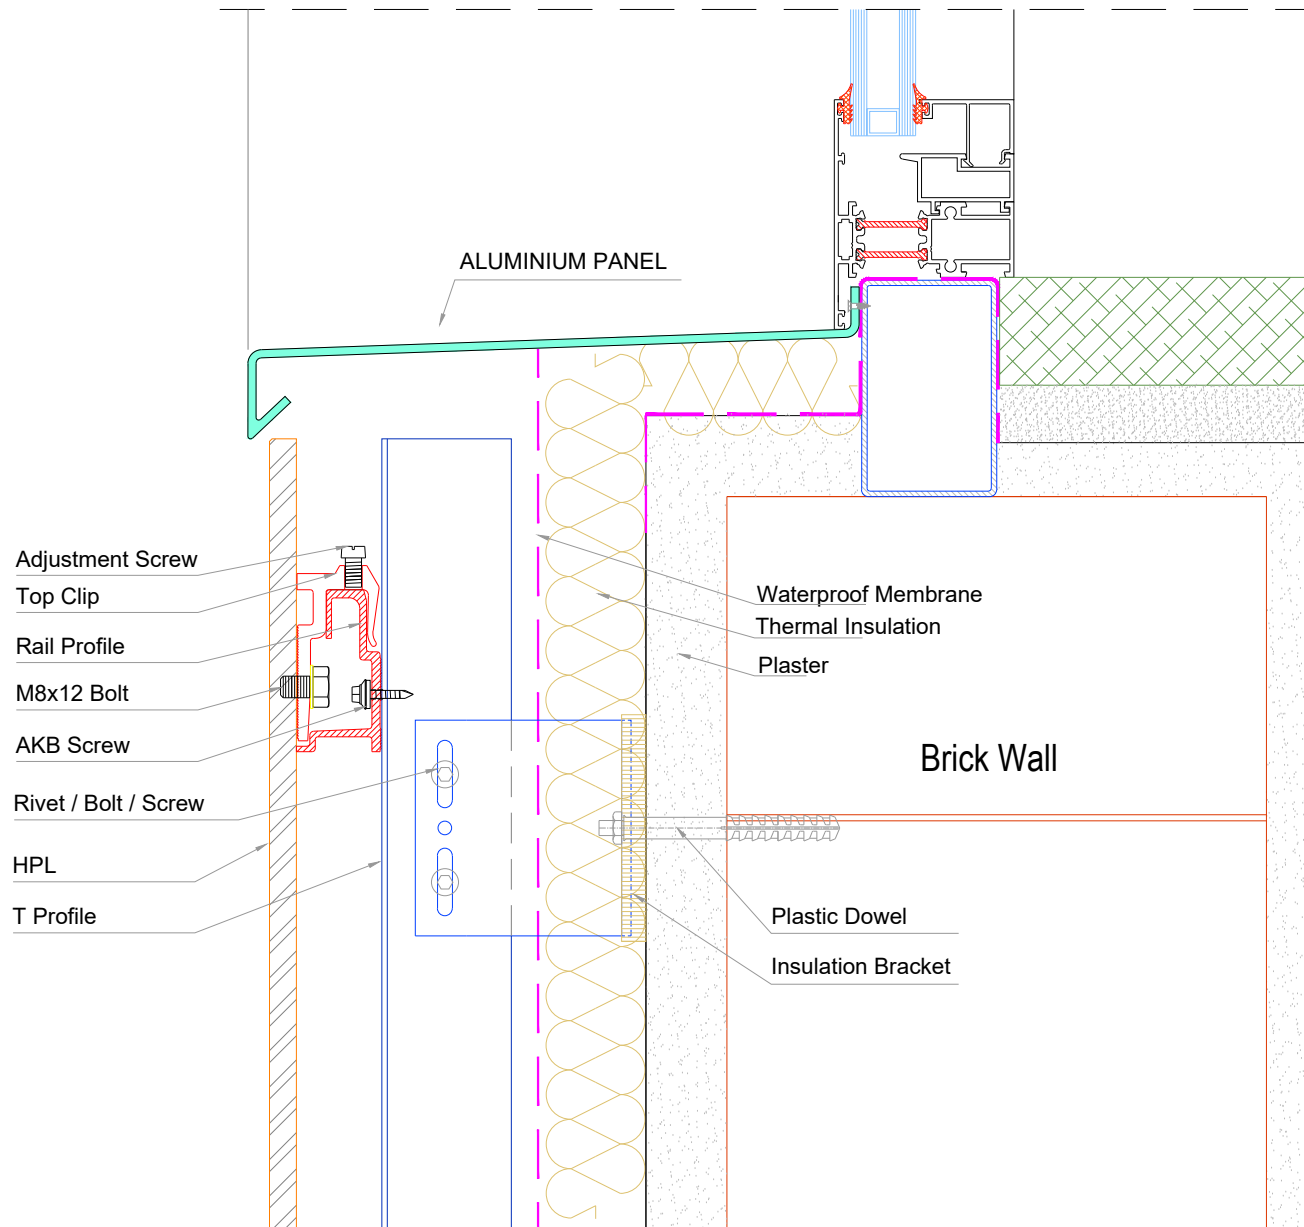 ALUMINIUM PANEL
Adjustment Screw
Top Clip
Rail Profile
M8x12 Bolt
AKB Screw
Rivet / Bolt / Screw
HPL
T Profile
Waterproof Membrane
Thermal Insulation
Plaster
Brick Wall
Plastic Dowel
Insulation Bracket